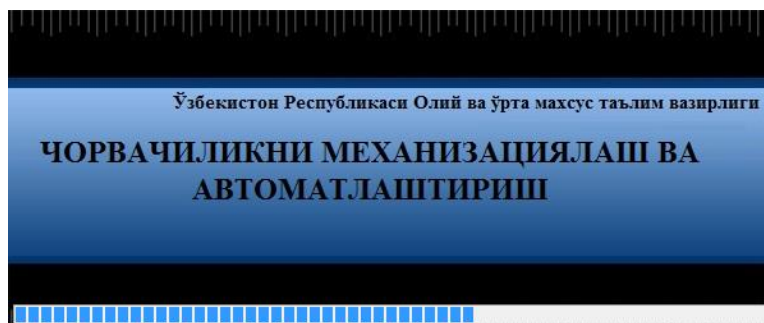 Ўзбекистон Республикаси Олий ва ўрта махсус таълим вазирлиги
ЧОРВАЧИЛИКНИ МЕХАНИЗАЦИЯЛАШ ВА
АВТОМАТЛАШТИРИШ